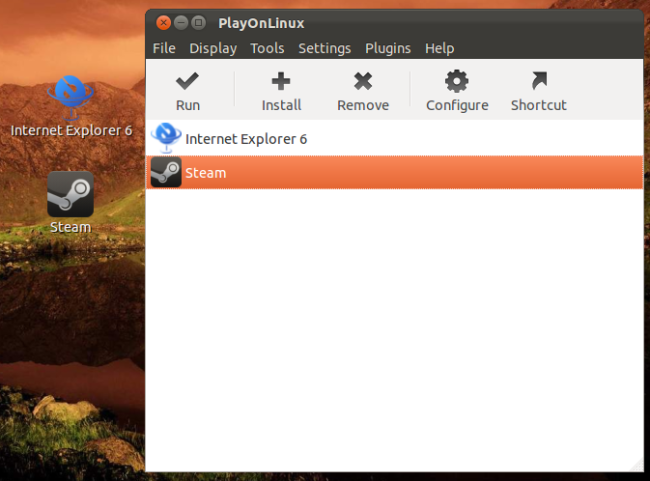 PlayOnLinux
File Display Tools Settings Plugins Help
Run Install Remove Configure Shortcut
Internet Explorer 6
Steam
Internet Explorer 6
Steam